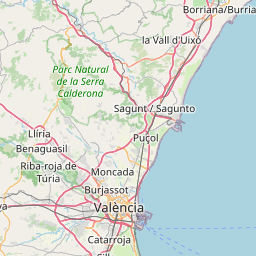 Borriana/Burria
la Vall d'Uixó
Parc Natural
de la Serra
Calderona
Sagunt / Sagunto
Puçol
Llíria
Benaguasil
Riba-roja de
Túria
Moncada
Burjassot
València
Catarroja